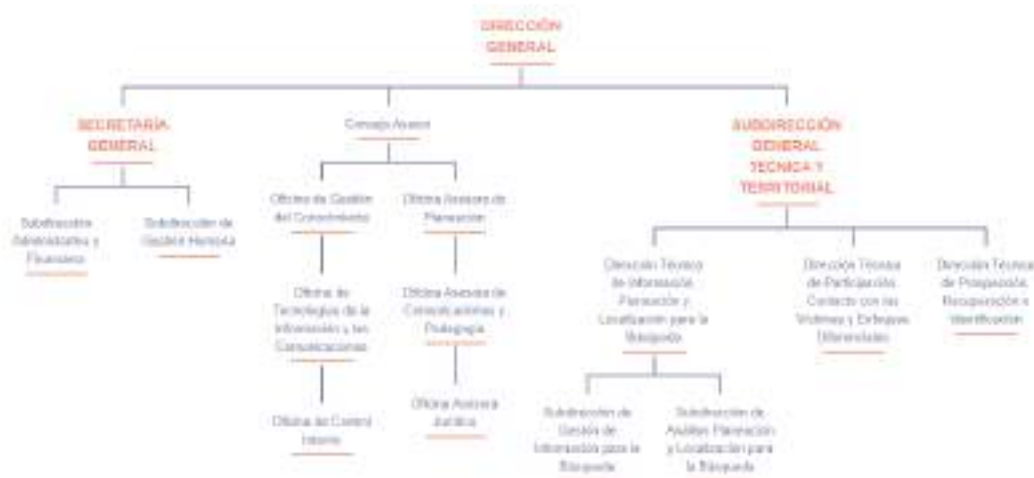 DIRECCIÓN
GENERAL
SECRETARÍA
GENERAL
Consejo Asesor
SUBDIRECCIÓN
GENERAL
TÉCNICA Y
TERRITORIAL
Subdirección
Administrativa y
Financiera
Subdirección de
Gestión Humana
Oficina de Gestión
del Conocimiento
Oficina Asesora de
Planeación
Oficina de
Tecnologías de la
Información y las
Comunicaciones
Oficina Asesora de
Comunicaciones y
Pedagogía
Oficina de Control
Interno
Oficina Asesora
Jurídica
Dirección Técnica
de Información,
Planeación y
Localización para la
Búsqueda
Dirección Técnica
de Participación,
Contacto con las
Víctimas y Enfoques
Diferenciales
Dirección Técnica
de Prospección,
Recuperación e
Identificación
Subdirección de
Gestión de
Información para la
Búsqueda
Subdirección de
Análisis Planeación
y Localización para
la Búsqueda